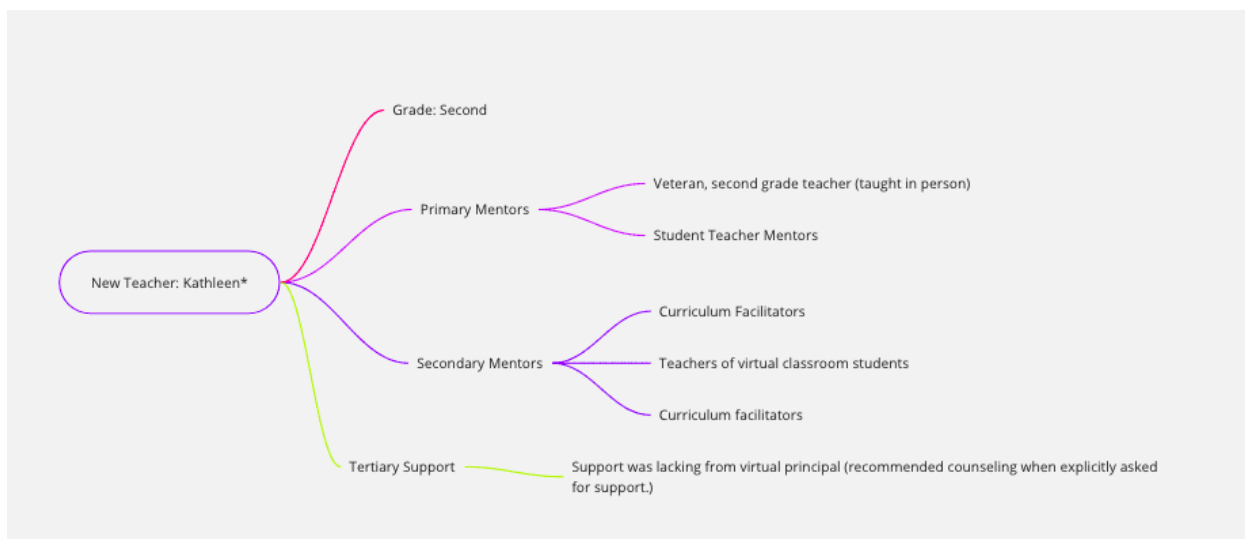 Grade: Second
Veteran, second grade teacher (taught in person)
Primary Mentors
Student Teacher Mentors
New Teacher: Kathleen*
Curriculum Facilitators
Secondary Mentors
Teachers of virtual classroom students
Curriculum facilitators
Tertiary Support
Support was lacking from virtual principal (recommended counseling when explicitly asked
for support.)